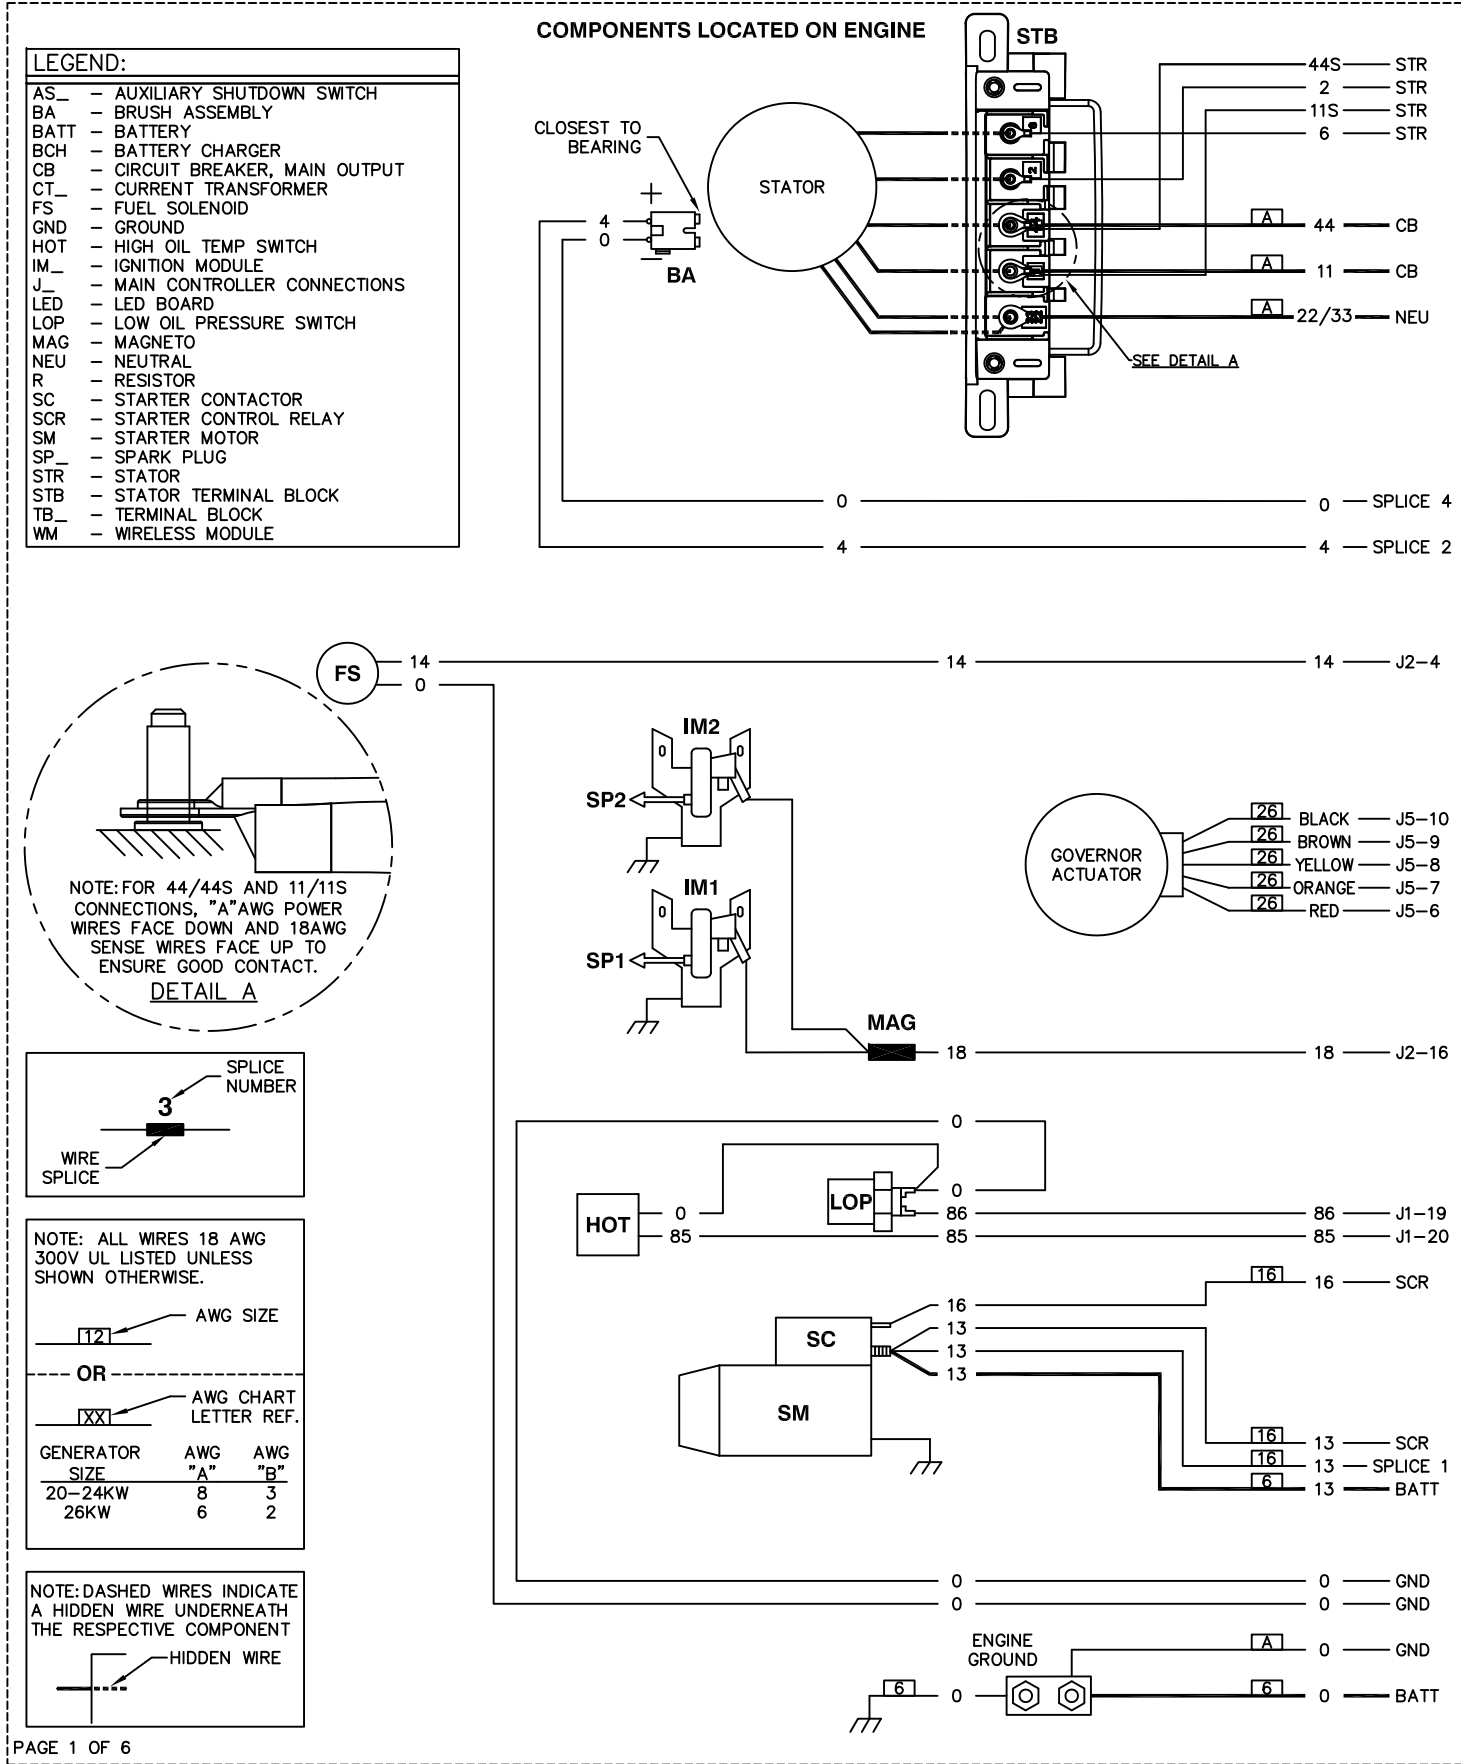 COMPONENTS LOCATED ON ENGINE
LEGEND:
AS_ – AUXILIARY SHUTDOWN SWITCH
BA – BRUSH ASSEMBLY
BATT – BATTERY
BCH – BATTERY CHARGER
CB – CIRCUIT BREAKER, MAIN OUTPUT
CT_ – CURRENT TRANSFORMER
FS – FUEL SOLENOID
GND – GROUND
HOT – HIGH OIL TEMP SWITCH
IM_ – IGNITION MODULE
J_ – MAIN CONTROLLER CONNECTIONS
LED – LED BOARD
LOP – LOW OIL PRESSURE SWITCH
MAG – MAGNETO
NEU – NEUTRAL
R – RESISTOR
SC – STARTER CONTACTOR
SCR – STARTER CONTROL RELAY
SM – STARTER MOTOR
SP_ – SPARK PLUG
STR – STATOR
STB – STATOR TERMINAL BLOCK
TB_ – TERMINAL BLOCK
WM – WIRELESS MODULE
STB
44S STR
2 STR
11S STR
6 STR
CLOSEST TO
BEARING
STATOR
6
2
+
4
0
–
BA
A 44 CB
A 11 CB
A 22/33 NEU
SEE DETAIL A
0 0 SPLICE 4
4 4 SPLICE 2
FS
14 14 14 J2–4
0
NOTE: FOR 44/44S AND 11/11S
CONNECTIONS, "A"AWG POWER
WIRES FACE DOWN AND 18AWG
SENSE WIRES FACE UP TO
ENSURE GOOD CONTACT.
DETAIL A
IM2
SP2
IM1
SP1
GOVERNOR
ACTUATOR
26 BLACK J5–10
26 BROWN J5–9
26 YELLOW J5–8
26 ORANGE J5–7
26 RED J5–6
MAG
18 18 J2–16
SPLICE
NUMBER
3
WIRE
SPLICE
0
LOP
0
HOT
0 86 86 J1–19
85 85 85 J1–20
NOTE: ALL WIRES 18 AWG
300V UL LISTED UNLESS
SHOWN OTHERWISE.
AWG SIZE
12
OR
AWG CHART
LETTER REF.
XX
GENERATOR AWG AWG
SIZE "A" "B"
20–24KW 8 3
26KW 6 2
16 16 SCR
SC
16
13
13
13
SM
16 13 SCR
16 13 SPLICE 1
6 13 BATT
NOTE: DASHED WIRES INDICATE
A HIDDEN WIRE UNDERNEATH
THE RESPECTIVE COMPONENT
HIDDEN WIRE
0 0 GND
0 0 GND
ENGINE
GROUND
A 0 GND
6 0 6 0 BATT
PAGE 1 OF 6